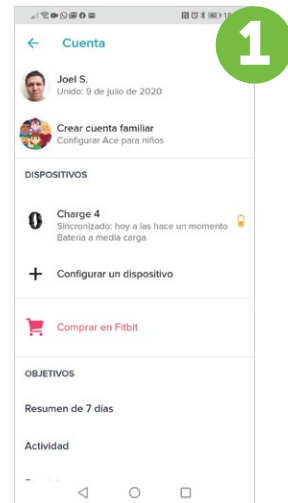 1
Cuenta
Joel S.
Unido: 9 de julio de 2020
Crear cuenta familiar
Configurar Ace para niños
DISPOSITIVOS
Charge 4
Sincronizado: hoy a las hace un momento
Batería a media carga
Configurar un dispositivo
Comprar en Fitbit
OBJETIVOS
Resumen de 7 días
Actividad